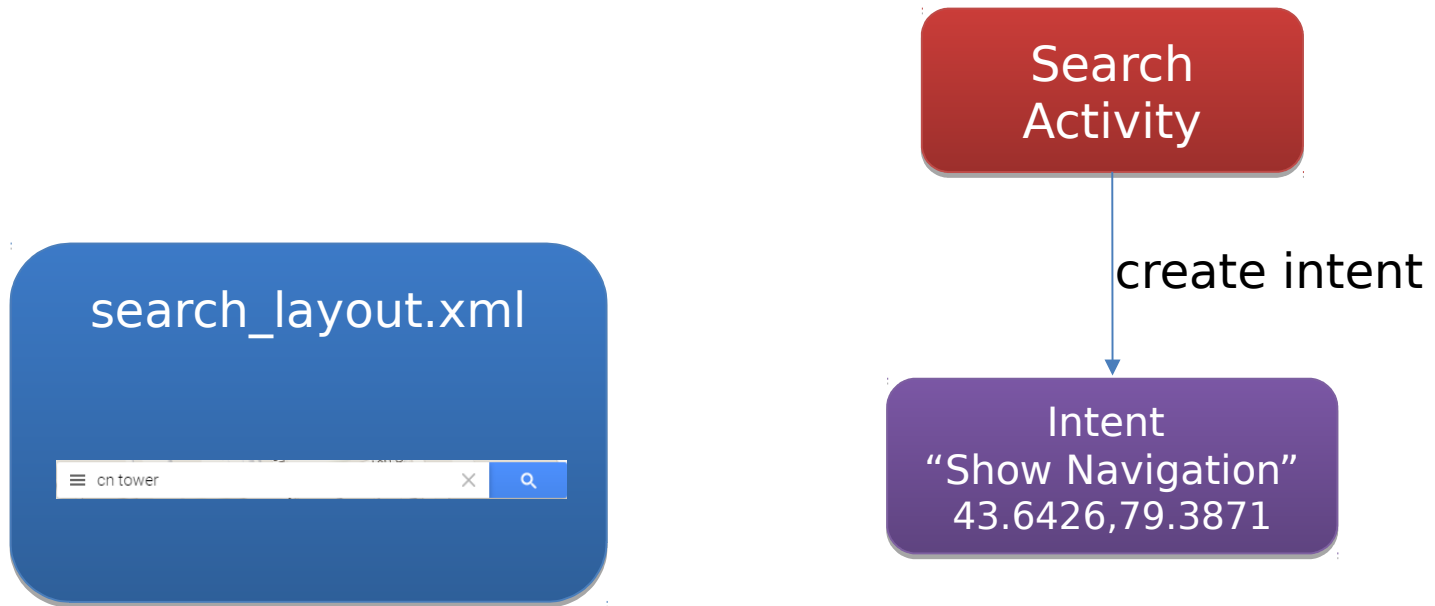 Search
Activity
create intent
search_layout.xml
cn tower
Intent
“Show Navigation”
43.6426,79.3871